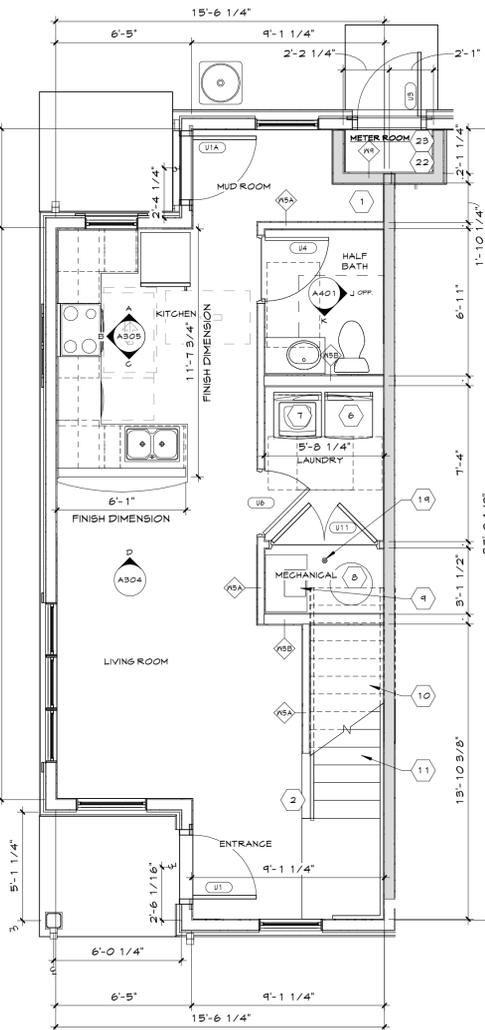 15'-6 1/4"
6'-5"
9'-1 1/4"
2'-2 1/4"
2'-1"
U3
METER ROOM
23
22
W9
2'-1 1/4"
U1A
MUD ROOM
2'-4 1/4"
W5A
1
1'-10 1/4"
U4
HALF BATH
A401
J OPP.
K
6'-11"
KITCHEN
A
B
A305
C
11'-7 3/4"
FINISH DIMENSION
W5B
7
6
5'-8 1/4"
LAUNDRY
7'-4"
6'-1"
FINISH DIMENSION
U6
U11
19
D
A304
W5A
MECHANICAL
8
9
3'-1 1/2"
W5B
LIVING ROOM
10
W5A
N
11
2
13'-10 3/8"
ENTRANCE
5'-1 1/4"
2'-6 1/16"
9'-1 1/4"
U1
6'-0 1/4"
6'-5"
9'-1 1/4"
15'-6 1/4"